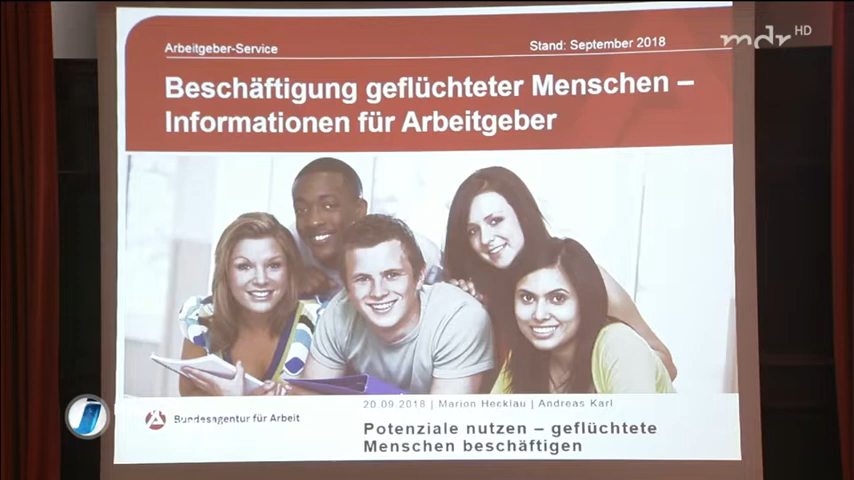 Arbeitgeber-Service
Stand: September 2018
mdr HD
Beschäftigung geflüchteter Menschen –
Informationen für Arbeitgeber
20.09.2018 | Marion Hecklau | Andreas Karl
Bundesagentur für Arbeit
Potenziale nutzen – geflüchtete
Menschen beschäftigen